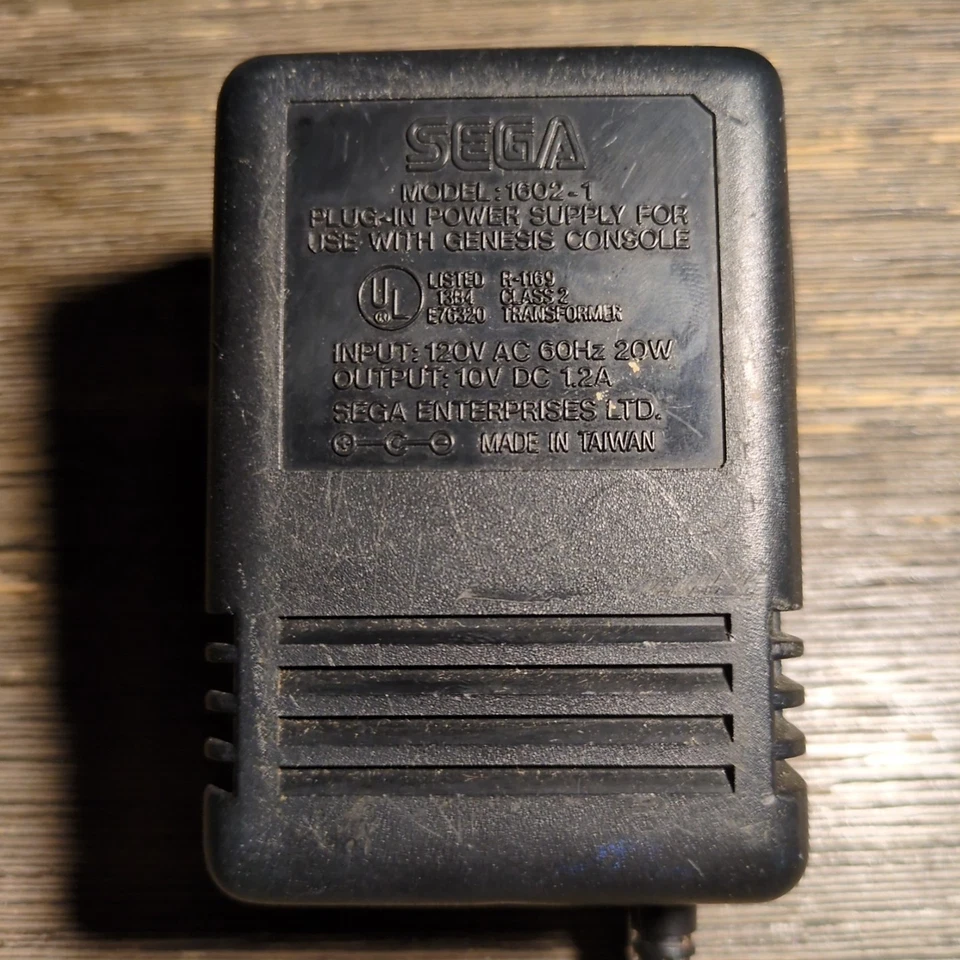 SEGA
MODEL: 1602-1
PLUG-IN POWER SUPPLY FOR
USE WITH GENESIS CONSOLE
UL LISTED R-1169
13B4 CLASS 2
E76320 TRANSFORMER
INPUT: 120V AC 60Hz 20W
OUTPUT: 10V DC 1.2A
SEGA ENTERPRISES LTD.
MADE IN TAIWAN